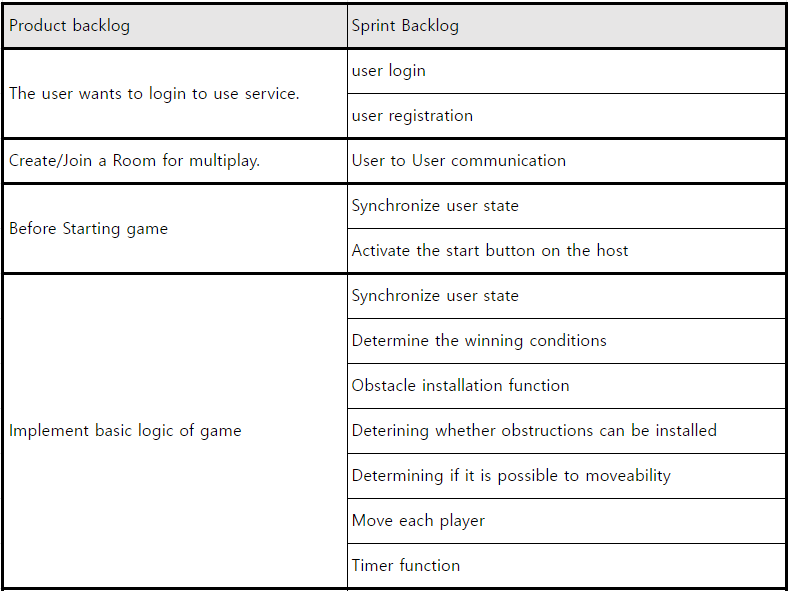 Product backlog
Sprint Backlog
The user wants to login to use service.
user login
user registration
Create/Join a Room for multiplay.
User to User communication
Before Starting game
Synchronize user state
Activate the start button on the host
Implement basic logic of game
Synchronize user state
Determine the winning conditions
Obstacle installation function
Deterining whether obstructions can be installed
Determining if it is possible to moveability
Move each player
Timer function